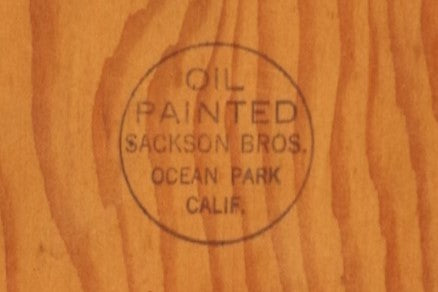 OIL
PAINTED
SACKSON BROS.
OCEAN PARK
CALIF.